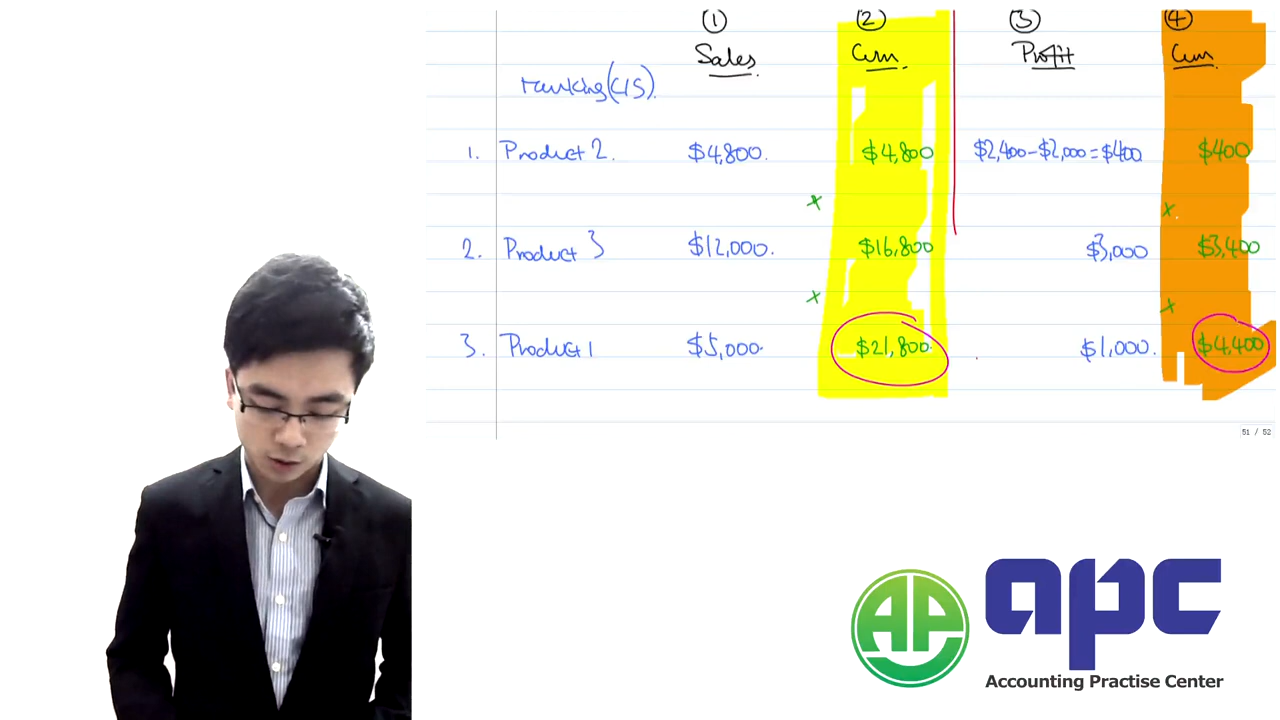 ① ② ③ ④
Sales Cum. Profit Cum
ranking (C/S).
1. Product 2. $4,800. $4,800 $2,400-$2,000=$400. $400
x x
2. Product 3 $12,000. $16,800 $3,000 $3,400
x x
3. Product 1 $5,000. $21,800. $1,000. $4,400
51 / 52
AP
apc
Accounting Practise Center